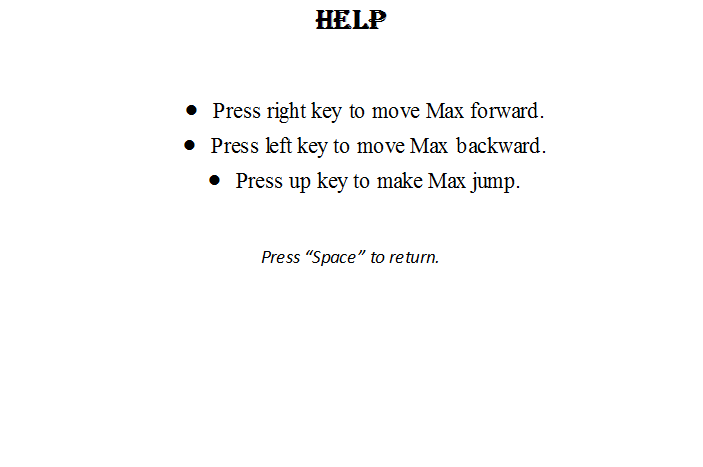 HELP
• Press right key to move Max forward.
• Press left key to move Max backward.
• Press up key to make Max jump.
Press “Space” to return.